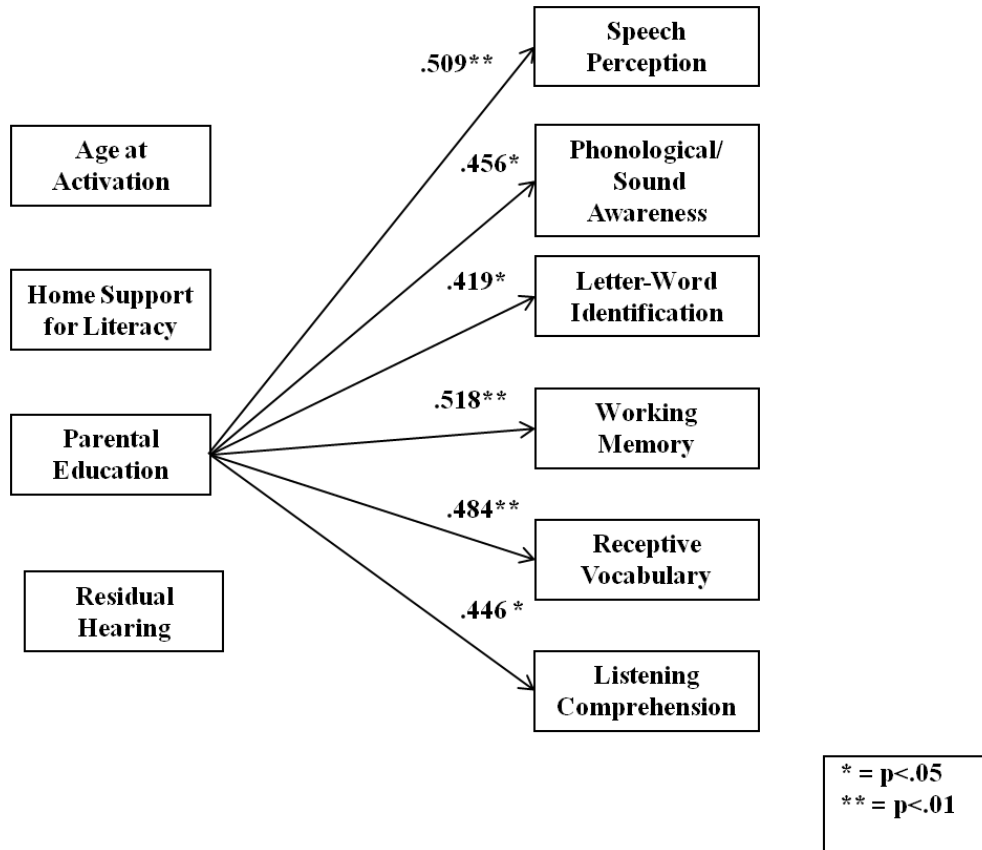 Speech
Perception
.509**
Age at
Activation
Phonological/
Sound
Awareness
.456*
Home Support
for Literacy
.419*
Letter-Word
Identification
Parental
Education
.518**
Working
Memory
.484**
Receptive
Vocabulary
Residual
Hearing
.446 *
Listening
Comprehension
* = p<.05
** = p<.01